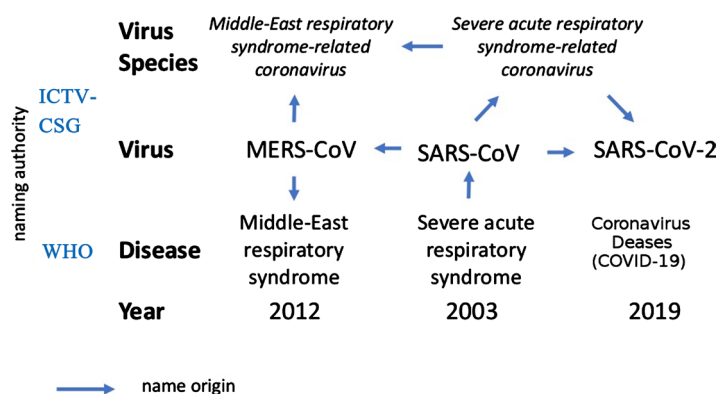 Virus Species
Middle-East respiratory
syndrome-related
coronavirus
Severe acute respiratory
syndrome-related
coronavirus
naming authority
ICTV-
CSG
Virus
MERS-CoV
SARS-CoV
SARS-CoV-2
WHO
Disease
Middle-East
respiratory
syndrome
Severe acute
respiratory
syndrome
Coronavirus
Deases
(COVID-19)
Year
2012
2003
2019
name origin